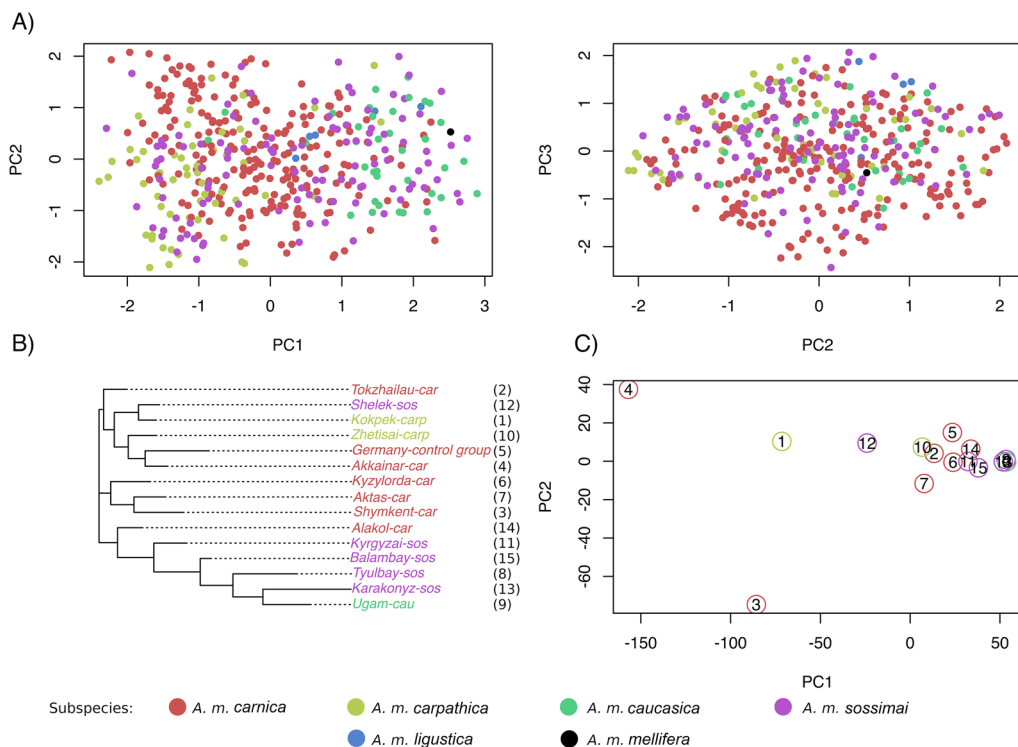 A)
2
1
0
-1
-2
PC2
-2
-1
0
1
2
3
PC1
2
1
0
-1
-2
PC3
-2
-1
0
1
2
PC2
B)
Tokzhailau-car (2)
Shelek-sos (12)
Kokpek-carp (1)
Zhetisai-carp (10)
Germany-control group (5)
Akkainar-car (4)
Kyzylorda-car (6)
Aktas-car (7)
Shymkent-car (3)
Alakol-car (14)
Kyrgyzai-sos (11)
Balambay-sos (15)
Tyulbay-sos (8)
Karakonyz-sos (13)
Ugam-cau (9)
C)
40
20
0
-20
-40
-60
PC2
4
1
12
10
2
5
6
7
14
11
15
3
-150
-100
-50
0
50
PC1
Subspecies: A. m. carnica A. m. carpathica A. m. caucasica A. m. sossimai
A. m. ligustica A. m. mellifera